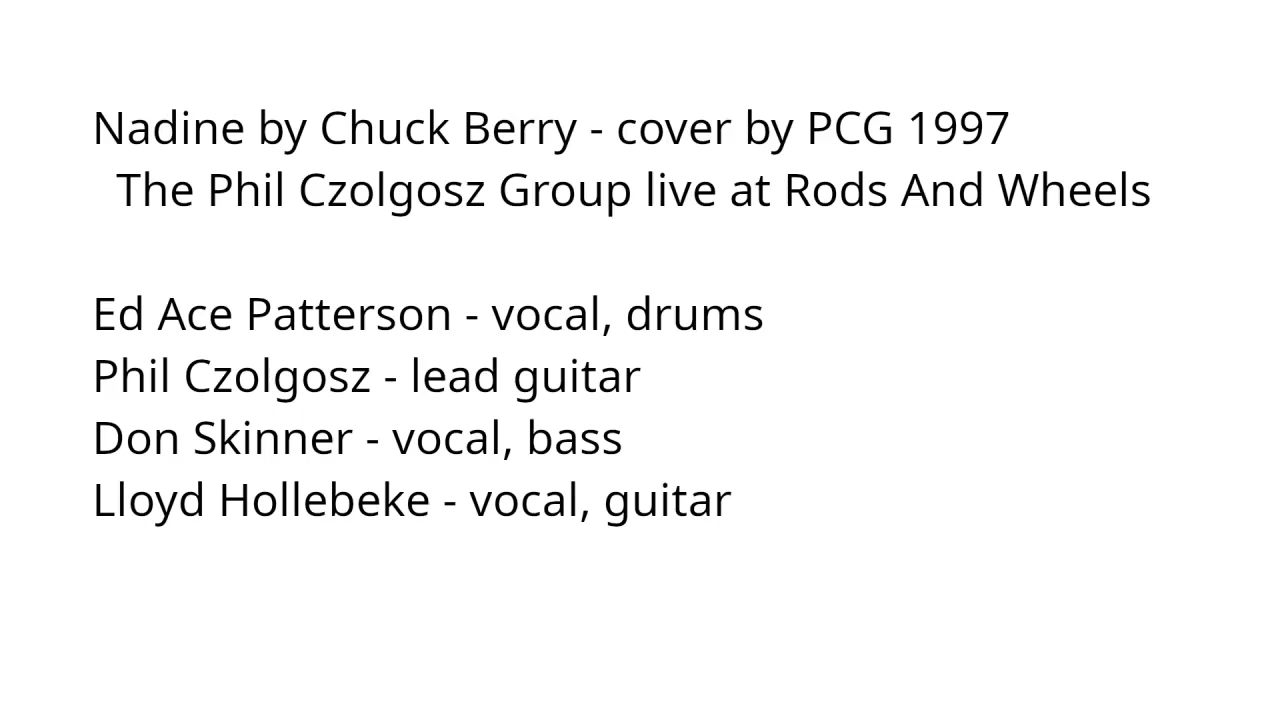 Nadine by Chuck Berry - cover by PCG 1997
The Phil Czolgosz Group live at Rods And Wheels
Ed Ace Patterson - vocal, drums
Phil Czolgosz - lead guitar
Don Skinner - vocal, bass
Lloyd Hollebeke - vocal, guitar